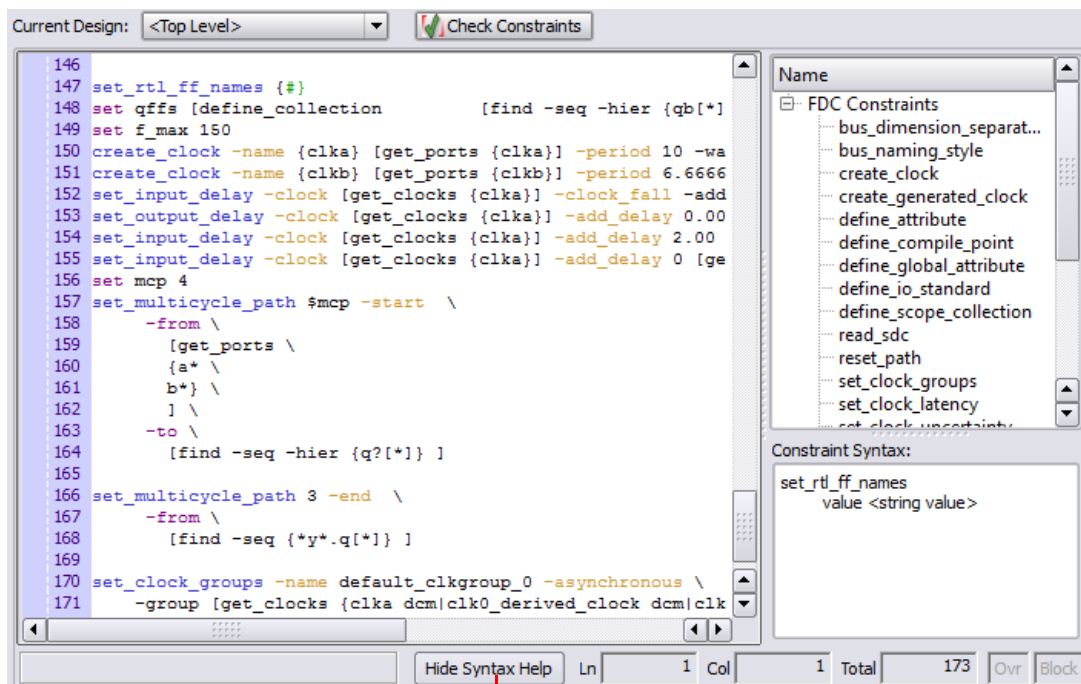 Current Design: <Top Level> Check Constraints
146
147 set_rtl_ff_names {#}
148 set qffs [define_collection [find -seq -hier {qb[*]
149 set f_max 150
150 create_clock -name {clka} [get_ports {clka}] -period 10 -wa
151 create_clock -name {clkb} [get_ports {clkb}] -period 6.6666
152 set_input_delay -clock [get_clocks {clka}] -clock_fall -add
153 set_output_delay -clock [get_clocks {clka}] -add_delay 0.00
154 set_input_delay -clock [get_clocks {clka}] -add_delay 2.00
155 set_input_delay -clock [get_clocks {clka}] -add_delay 0 [ge
156 set mcp 4
157 set_multicycle_path $mcp -start \
158 -from \
159 [get_ports \
160 {a* \
161 b*} \
162 ] \
163 -to \
164 [find -seq -hier {q?[*]} ]
165
166 set_multicycle_path 3 -end \
167 -from \
168 [find -seq {*y*.q[*]} ]
169
170 set_clock_groups -name default_clkgroup_0 -asynchronous \
171 -group [get_clocks {clka dcm|clk0_derived_clock dcm|clk
Name
FDC Constraints
bus_dimension_separat...
bus_naming_style
create_clock
create_generated_clock
define_attribute
define_compile_point
define_global_attribute
define_io_standard
define_scope_collection
read_sdc
reset_path
set_clock_groups
set_clock_latency
set_clock_uncertainty
Constraint Syntax:
set_rtl_ff_names
value <string value>
Hide Syntax Help Ln 1 Col 1 Total 173 Ovr Block